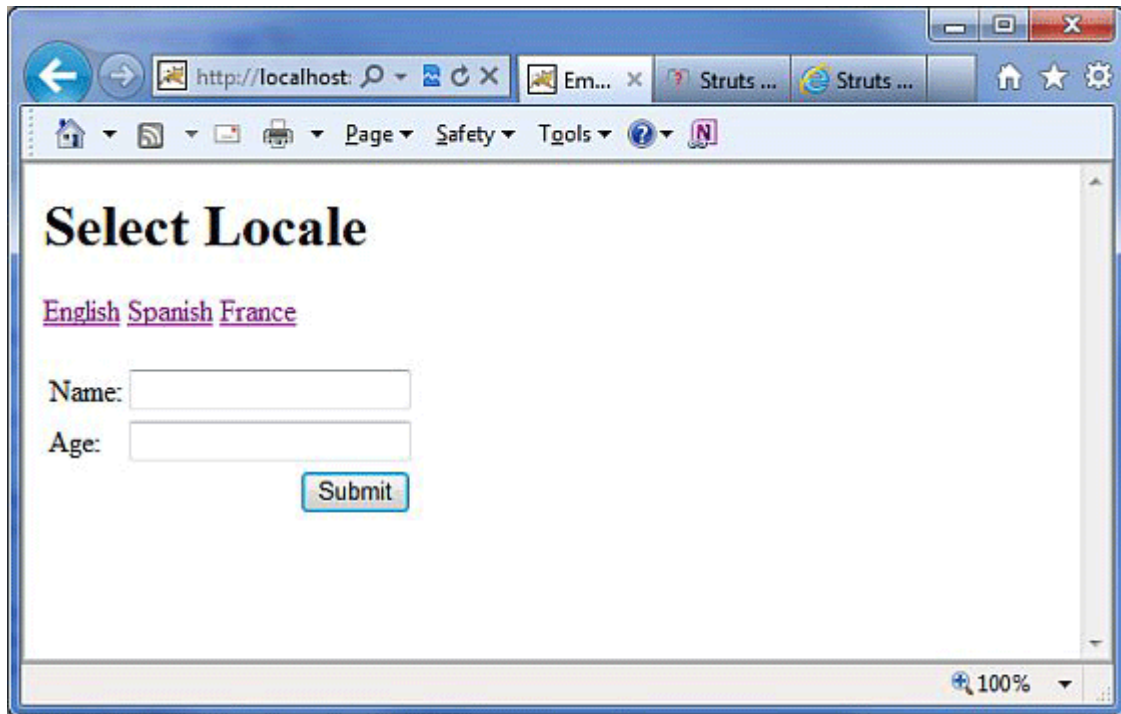 http://localhost: Em... Struts ... Struts ...
Page Safety Tools
Select Locale
English Spanish France
Name:
Age:
Submit
100%